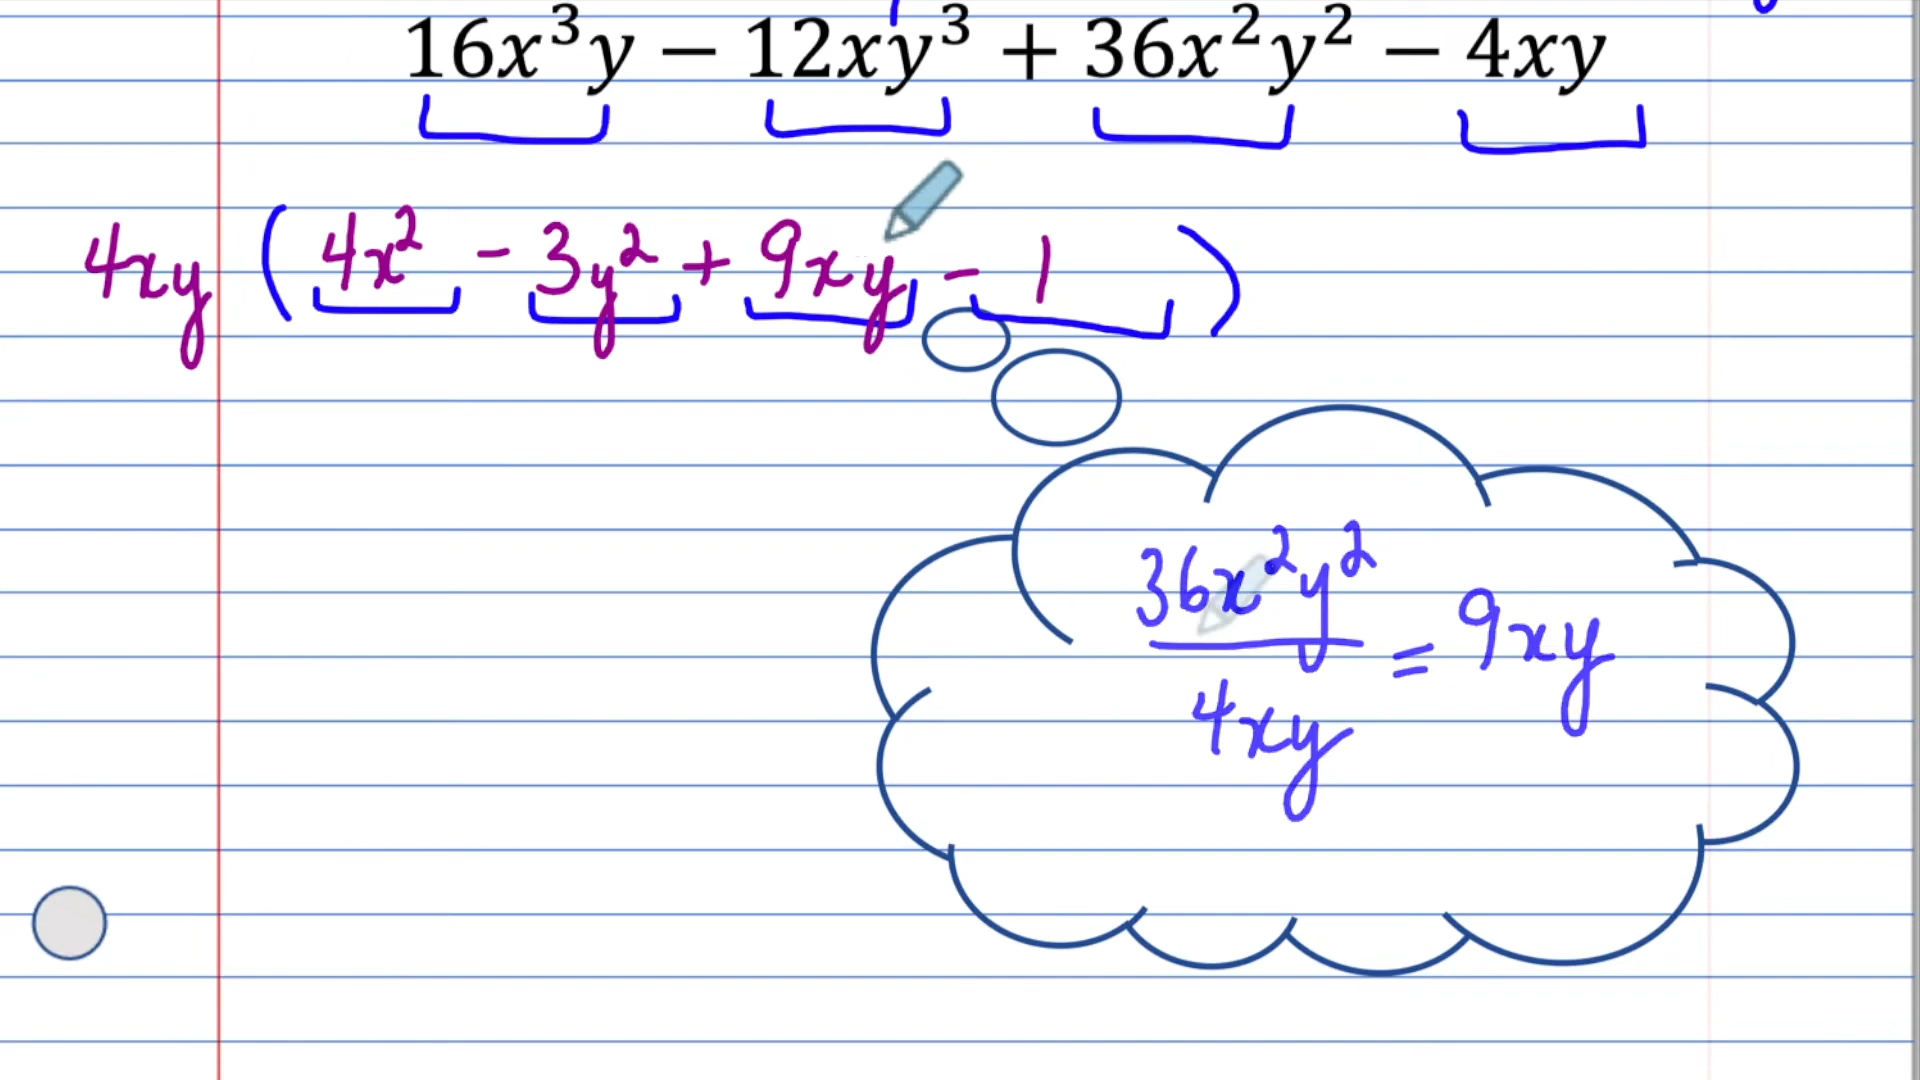 16x³y − 12xy³ + 36x²y² − 4xy
4xy ( 4x² - 3y² + 9xy - 1 )
36x²y²
= 9xy
4xy